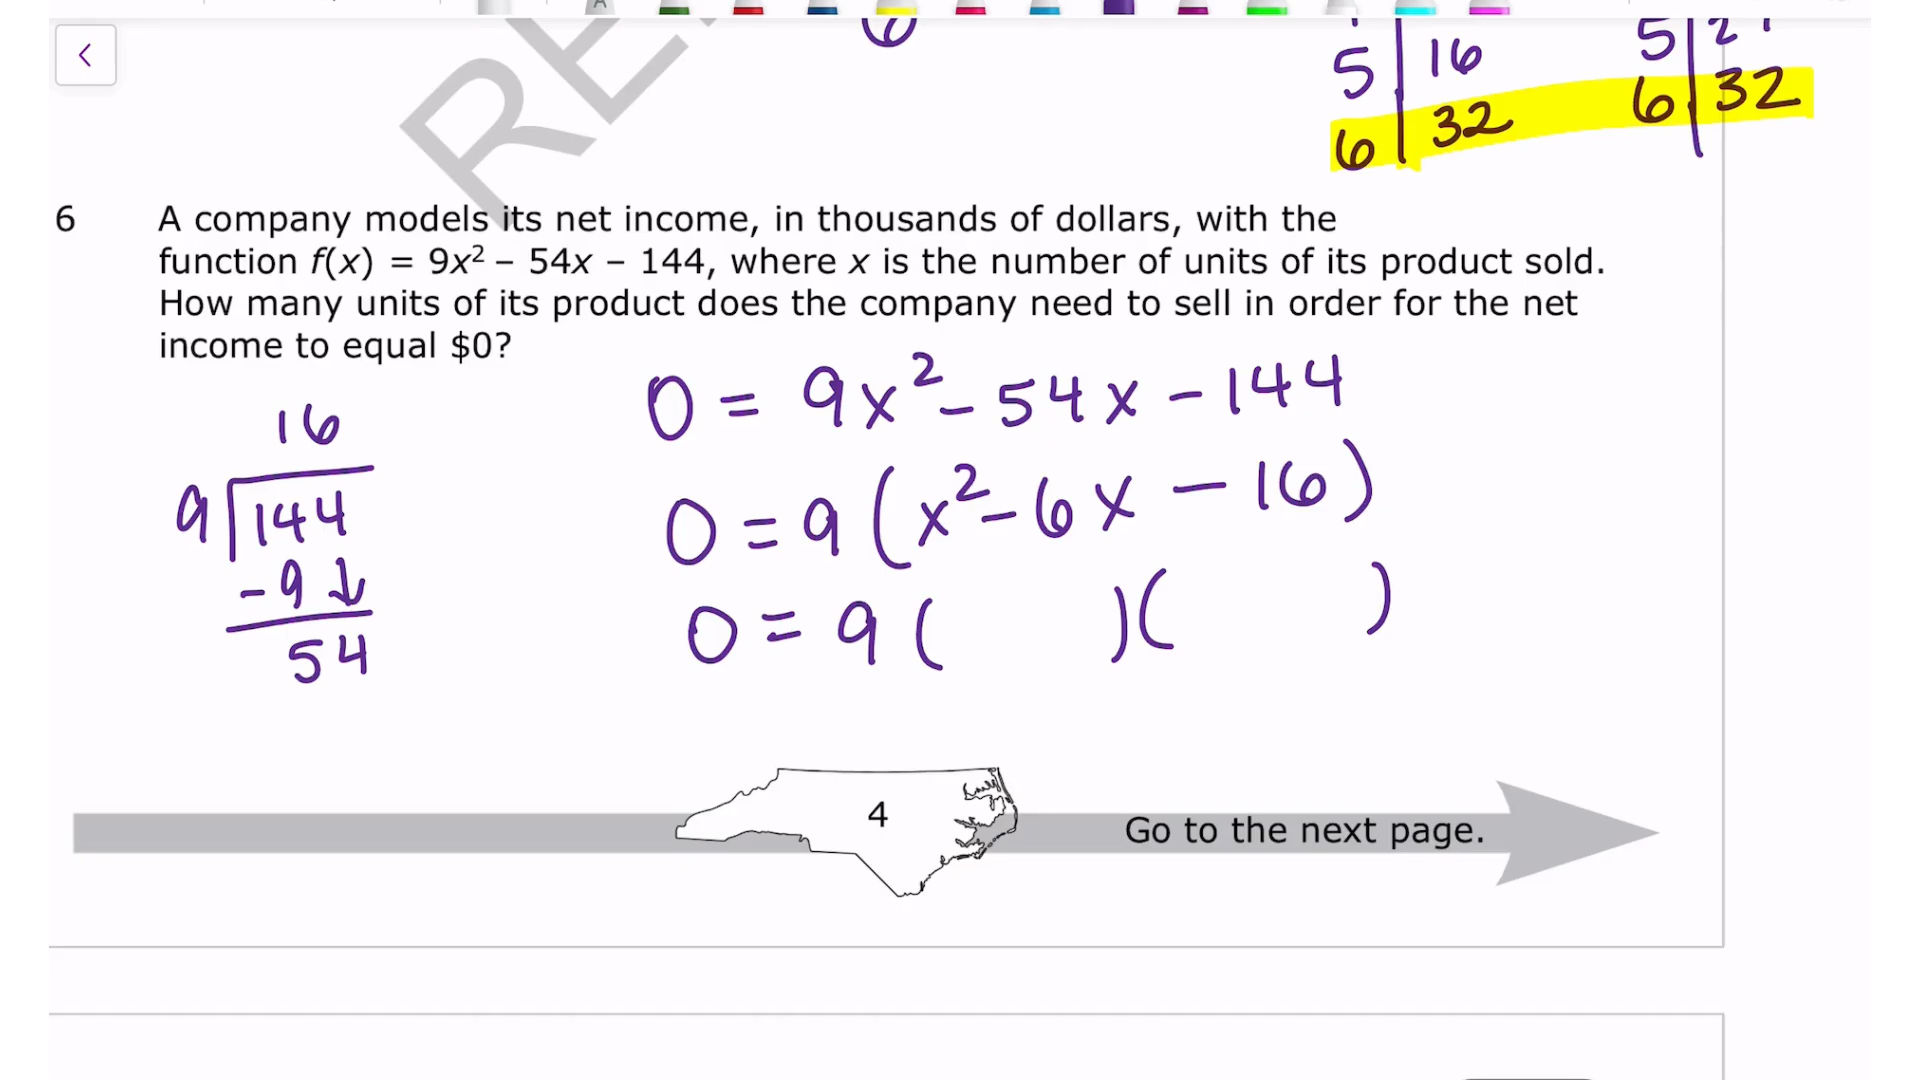 RE
5 | 16
6 | 32
5 | 2
6 | 32
6 A company models its net income, in thousands of dollars, with the
function f(x) = 9x² – 54x – 144, where x is the number of units of its product sold.
How many units of its product does the company need to sell in order for the net
income to equal $0?
0 = 9x² - 54x - 144
16
9 144
0 = 9(x² - 6x - 16)
-9↓
0 = 9( )( )
54
4
Go to the next page.